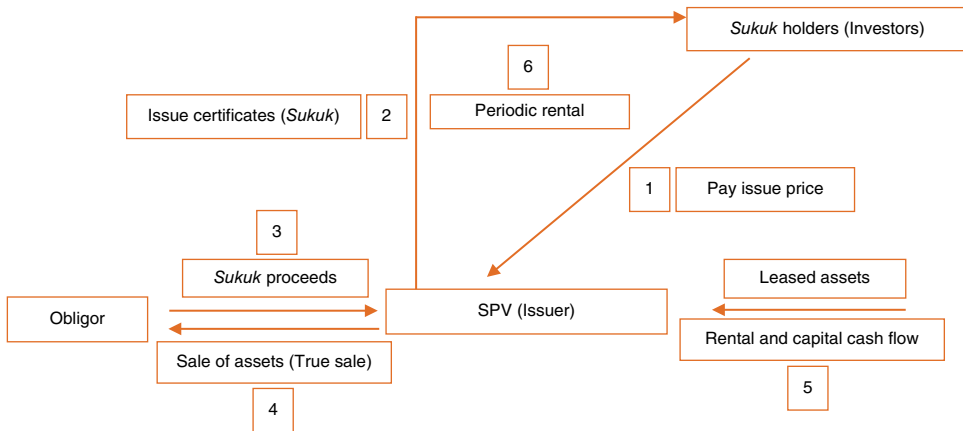 Sukuk holders (Investors)
6
Issue certificates (Sukuk)
2
Periodic rental
1
Pay issue price
3
Sukuk proceeds
Leased assets
Obligor
SPV (Issuer)
Sale of assets (True sale)
Rental and capital cash flow
4
5